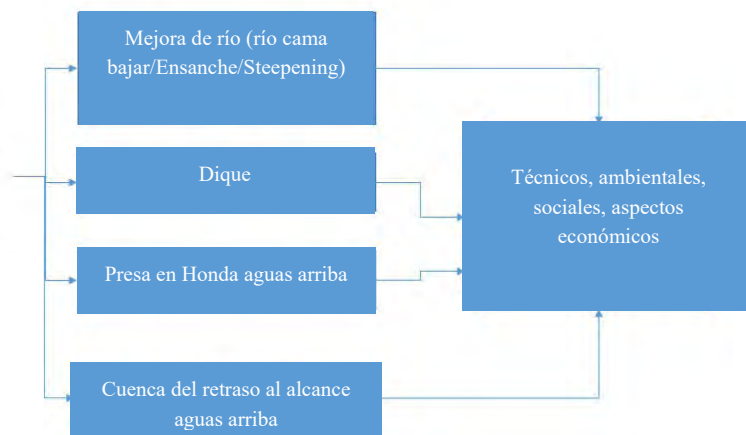 Mejora de río (río cama
bajar/Ensanche/Steepening)
Dique
Presa en Honda aguas arriba
Cuenca del retraso al alcance
aguas arriba
Técnicos, ambientales,
sociales, aspectos
económicos